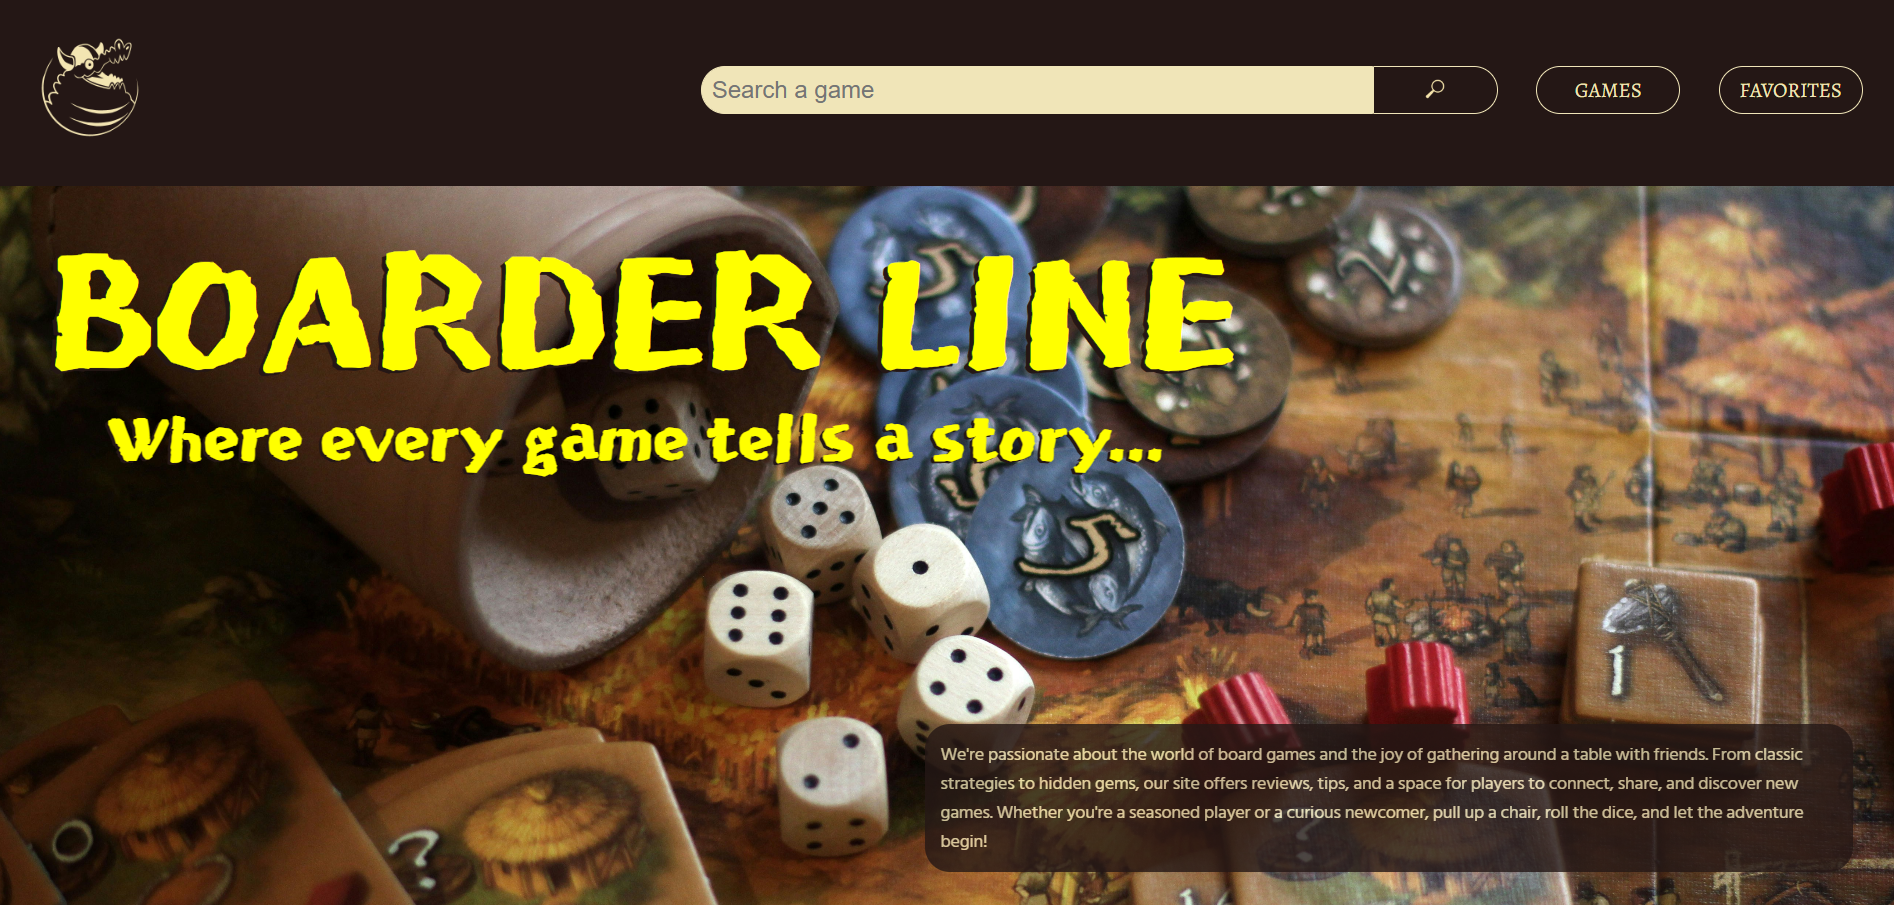 Search a game
GAMES
FAVORITES
BOARDER LINE
Where every game tells a story...
1
?
We're passionate about the world of board games and the joy of gathering around a table with friends. From classic
strategies to hidden gems, our site offers reviews, tips, and a space for players to connect, share, and discover new
games. Whether you're a seasoned player or a curious newcomer, pull up a chair, roll the dice, and let the adventure
begin!